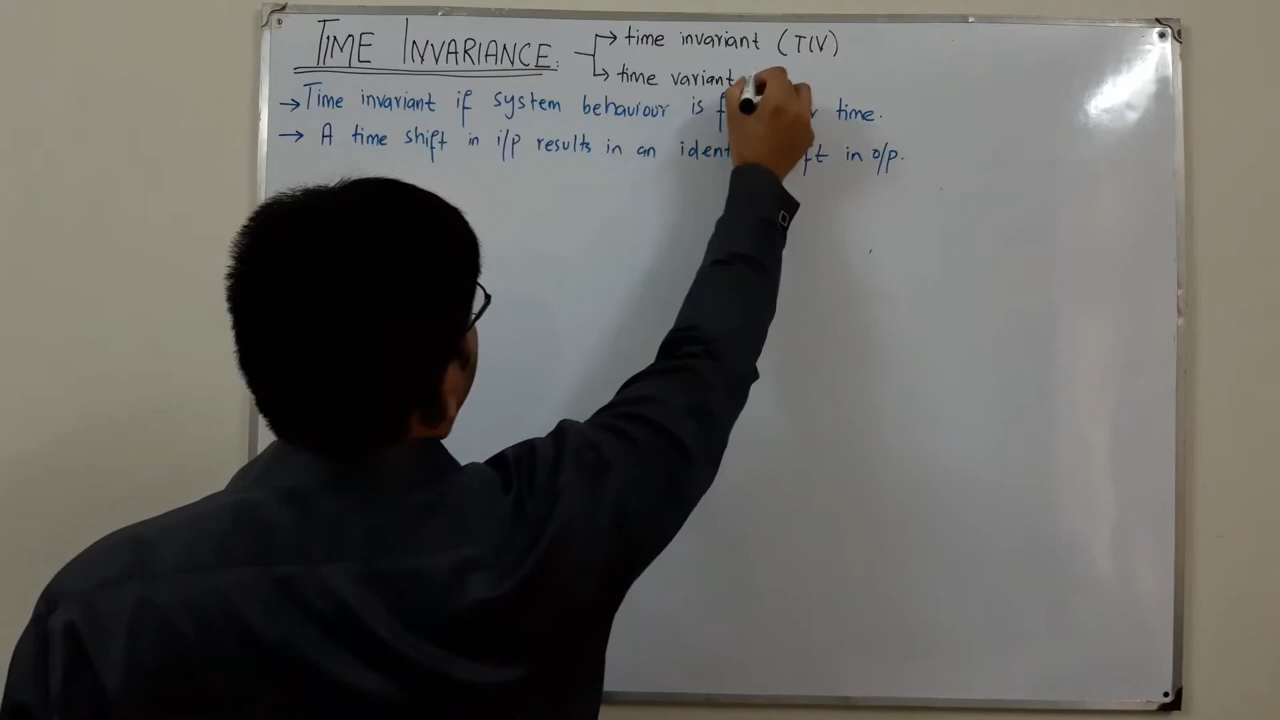 TIME INVARIANCE. → time invariant (TIV)
→ time variant
→ Time invariant if system behaviour is time.
→ A time shift in i/p results in an in o/p.